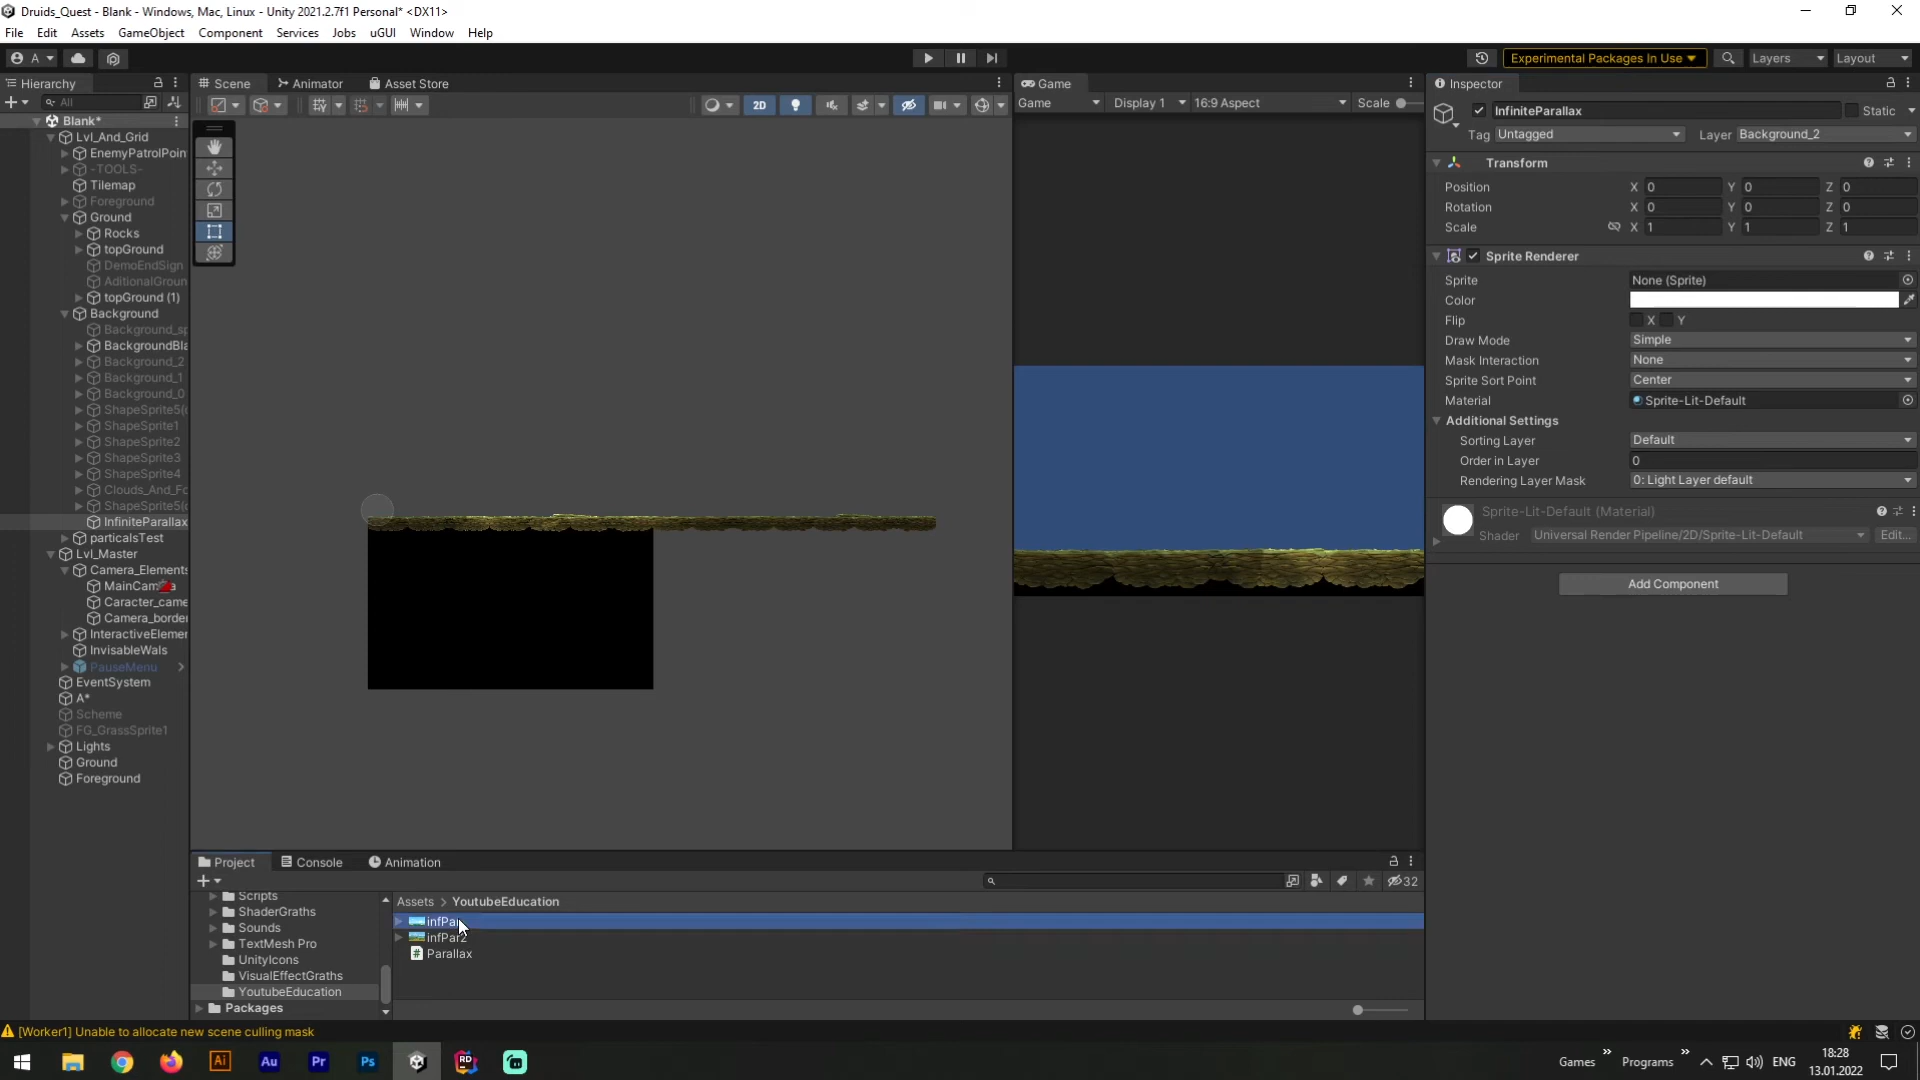 Druids_Quest - Blank - Windows, Mac, Linux - Unity 2021.2.7f1 Personal* <DX11>
File Edit Assets GameObject Component Services Jobs uGUI Window Help
A Experimental Packages In Use Layers Layout
Hierarchy Scene Animator Asset Store Game Inspector
All 2D Game Display 1 16:9 Aspect Scale
InfiniteParallax Static
Tag Untagged Layer Background_2
Transform
Position X 0 Y 0 Z 0
Rotation X 0 Y 0 Z 0
Scale X 1 Y 1 Z 1
Sprite Renderer
Sprite None (Sprite)
Color
Flip X Y
Draw Mode Simple
Mask Interaction None
Sprite Sort Point Center
Material Sprite-Lit-Default
Additional Settings
Sorting Layer Default
Order in Layer 0
Rendering Layer Mask 0: Light Layer default
Sprite-Lit-Default (Material)
Shader Universal Render Pipeline/2D/Sprite-Lit-Default Edit...
Add Component
Blank*
Lvl_And_Grid
EnemyPatrolPoin
-TOOLS-
Tilemap
Foreground
Ground
Rocks
topGround
DemoEndSign
AditionalGroun
topGround (1)
Background
Background_sp
BackgroundBla
Background_2
Background_1
Background_0
ShapeSprite5(
ShapeSprite1
ShapeSprite2
ShapeSprite3
ShapeSprite4
Clouds_And_Fo
ShapeSprite5(
InfiniteParallax
particalsTest
Lvl_Master
Camera_Elements
MainCam
Caracter_came
Camera_border
InteractiveElemen
InvisableWals
PauseMenu
EventSystem
A*
Scheme
FG_GrassSprite1
Lights
Ground
Foreground
Project Console Animation
32
Scripts
ShaderGraths
Sounds
TextMesh Pro
UnityIcons
VisualEffectGraths
YoutubeEducation
Packages
Assets > YoutubeEducation
infPar
infPar2
Parallax
[Worker1] Unable to allocate new scene culling mask
Ai Au Pr Ps RD
Games Programs ENG
18:28
13.01.2022